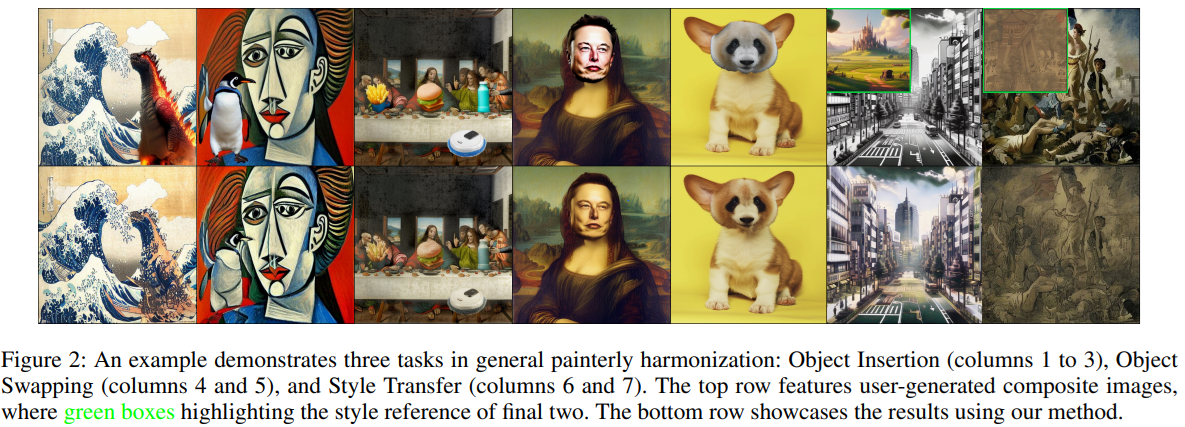 Figure 2: An example demonstrates three tasks in general painterly harmonization: Object Insertion (columns 1 to 3), Object
Swapping (columns 4 and 5), and Style Transfer (columns 6 and 7). The top row features user-generated composite images,
where green boxes highlighting the style reference of final two. The bottom row showcases the results using our method.